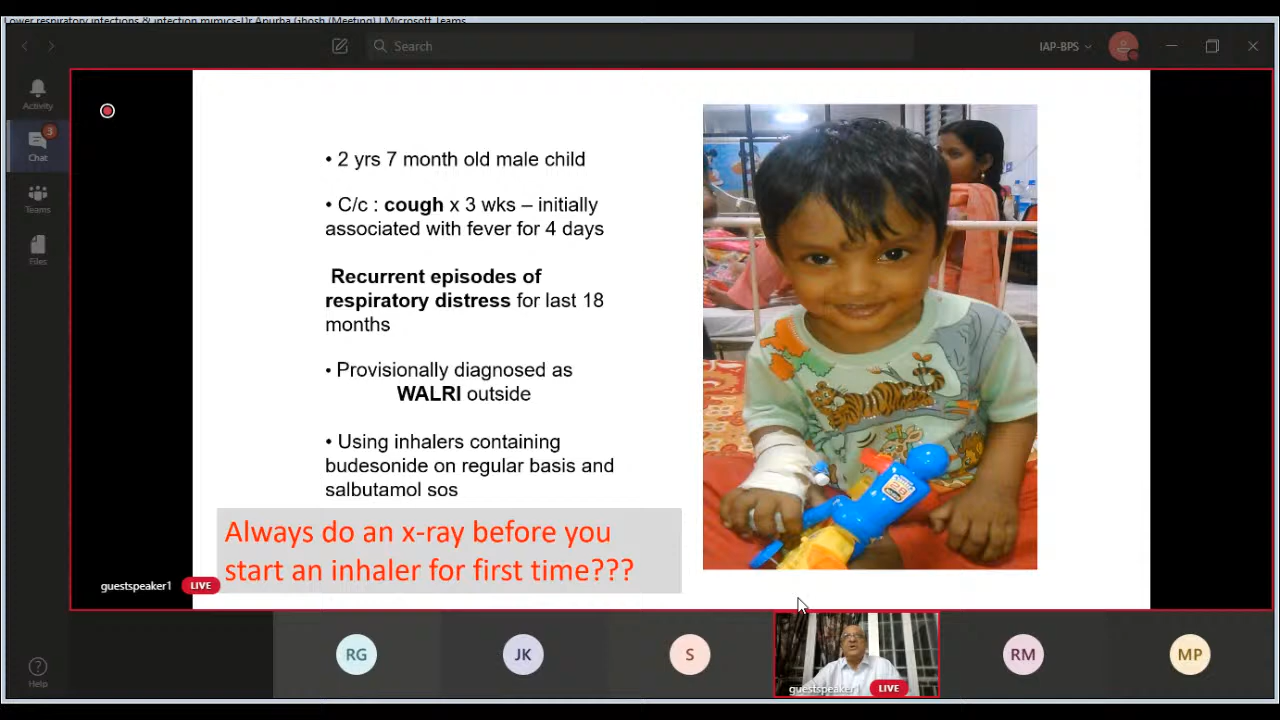 Lower respiratory infections & infection mimics-Dr Apurba Ghosh (Meeting) | Microsoft Teams
Search
IAP-BPS
Activity
3
Chat
Teams
Files
Help
• 2 yrs 7 month old male child
• C/c : cough x 3 wks – initially
associated with fever for 4 days
Recurrent episodes of
respiratory distress for last 18
months
• Provisionally diagnosed as
WALRI outside
• Using inhalers containing
budesonide on regular basis and
salbutamol sos
Always do an x-ray before you
start an inhaler for first time???
guestspeaker1 LIVE
RG
JK
S
guestspeaker1 LIVE
RM
MP